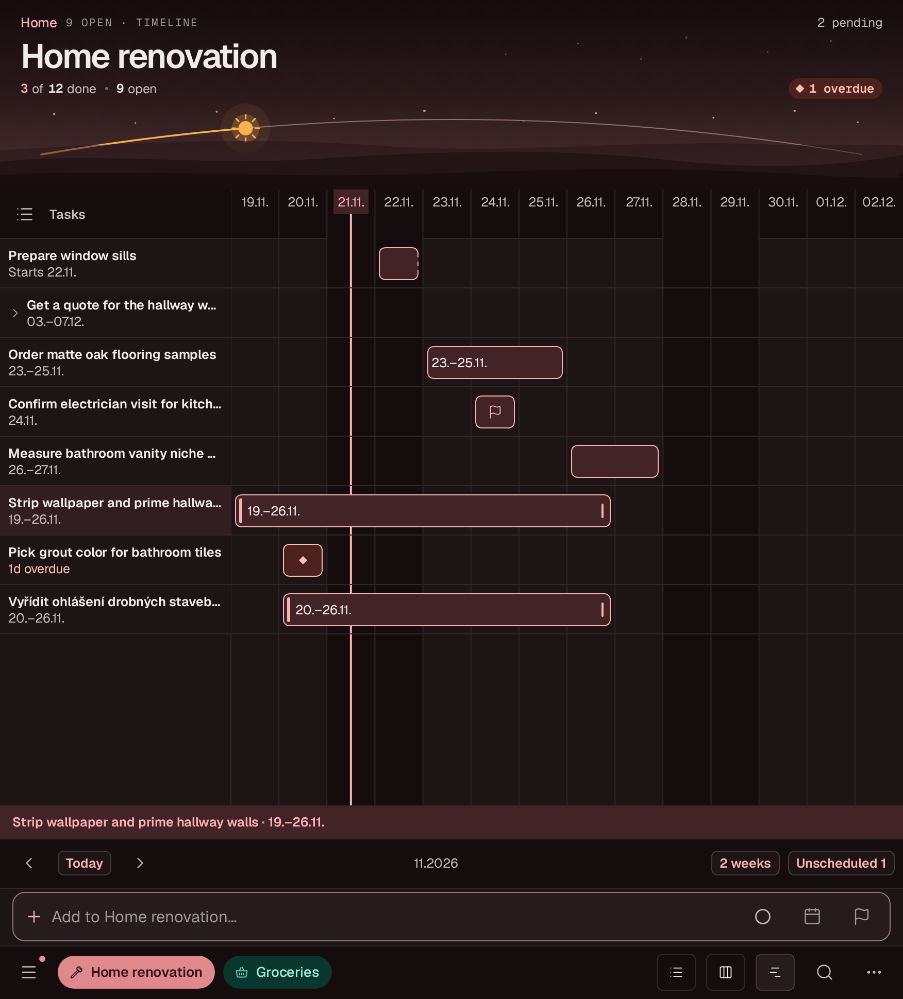 Home 9 OPEN · TIMELINE
2 pending
Home renovation
3 of 12 done • 9 open
1 overdue
Tasks
19.11. 20.11. 21.11. 22.11. 23.11. 24.11. 25.11. 26.11. 27.11. 28.11. 29.11. 30.11. 01.12. 02.12.
Prepare window sills
Starts 22.11.
Get a quote for the hallway w…
03.–07.12.
Order matte oak flooring samples
23.–25.11.
23.–25.11.
Confirm electrician visit for kitch…
24.11.
Measure bathroom vanity niche …
26.–27.11.
Strip wallpaper and prime hallwa…
19.–26.11.
19.–26.11.
Pick grout color for bathroom tiles
1d overdue
Vyřídit ohlášení drobných staveb…
20.–26.11.
20.–26.11.
Strip wallpaper and prime hallway walls · 19.–26.11.
Today
11.2026
2 weeks
Unscheduled 1
Add to Home renovation…
Home renovation
Groceries